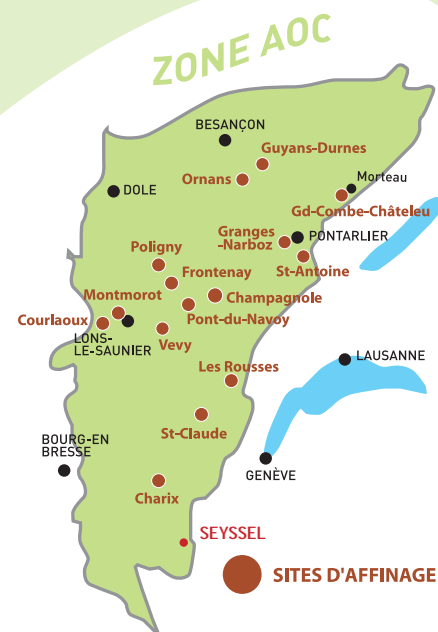 ZONE AOC
BESANÇON
Guyans-Durnes
Ornans
Morteau
DOLE
Gd-Combe-Châteleu
Granges
-Narboz
PONTARLIER
Poligny
St-Antoine
Frontenay
Montmorot
Champagnole
Courlaoux
Pont-du-Navoy
LONS-
LE-SAUNIER
Vevy
LAUSANNE
Les Rousses
St-Claude
BOURG-EN
BRESSE
GENÈVE
Charix
SEYSSEL
SITES D'AFFINAGE